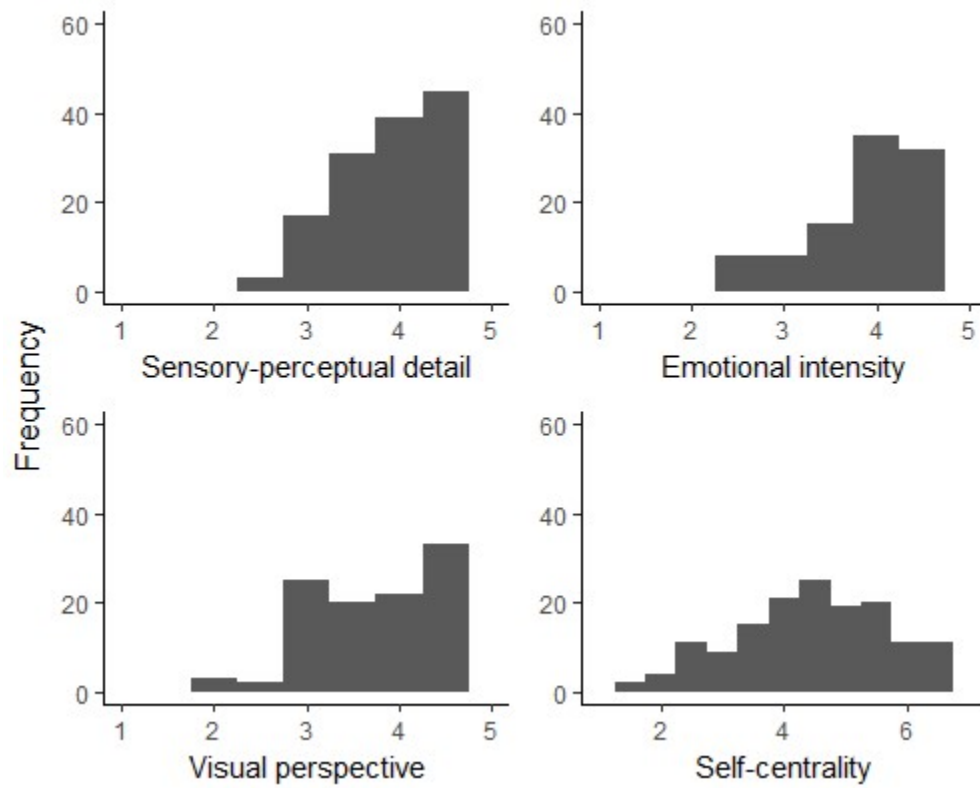 Frequency
60
40
20
0
1 2 3 4 5
Sensory-perceptual detail
60
40
20
0
1 2 3 4 5
Emotional intensity
60
40
20
0
1 2 3 4 5
Visual perspective
60
40
20
0
2 4 6
Self-centrality